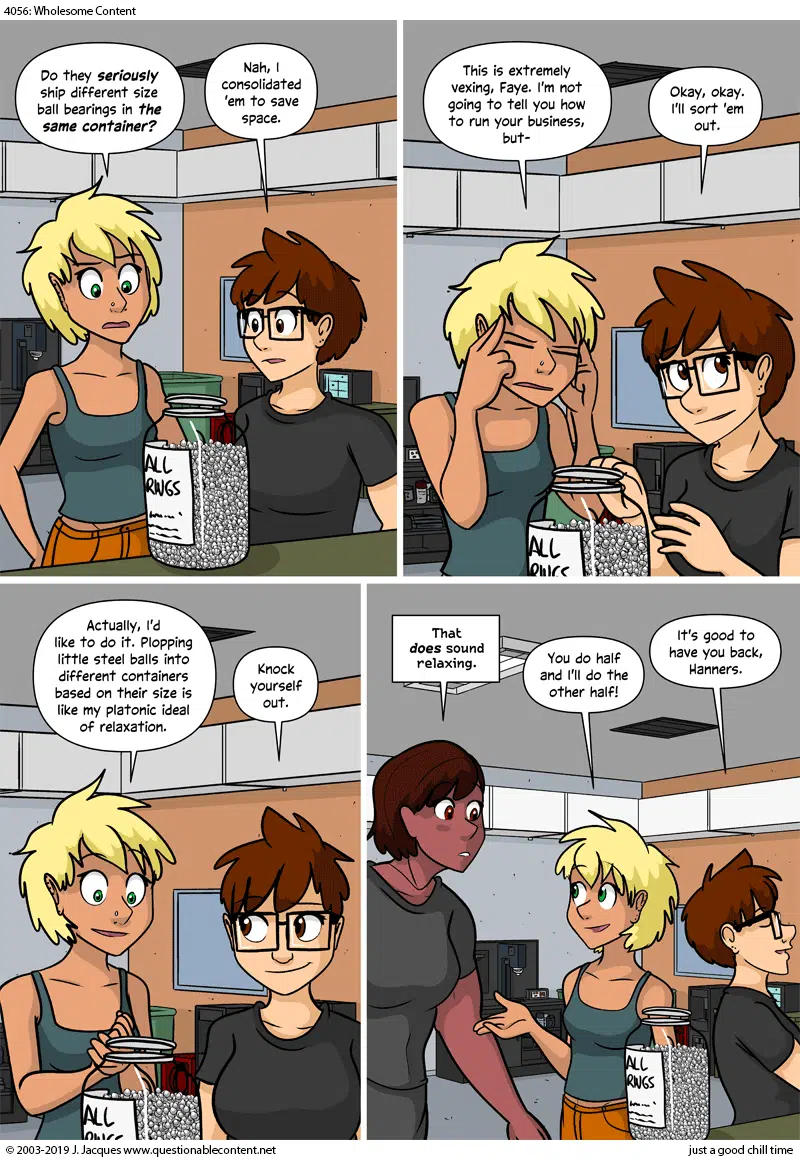 4056: Wholesome Content
Do they seriously
ship different size
ball bearings in the
same container?
Nah, I
consolidated
'em to save
space.
ALL
RINGS
This is extremely
vexing, Faye. I'm not
going to tell you how
to run your business,
but-
Okay, okay.
I'll sort 'em
out.
ALL
RINGS
Actually, I'd
like to do it. Plopping
little steel balls into
different containers
based on their size is
like my platonic ideal
of relaxation.
Knock
yourself
out.
ALL
That
does sound
relaxing.
You do half
and I'll do the
other half!
It's good to
have you back,
Hanners.
ALL
RINGS
© 2003-2019 J. Jacques www.questionablecontent.net
just a good chill time